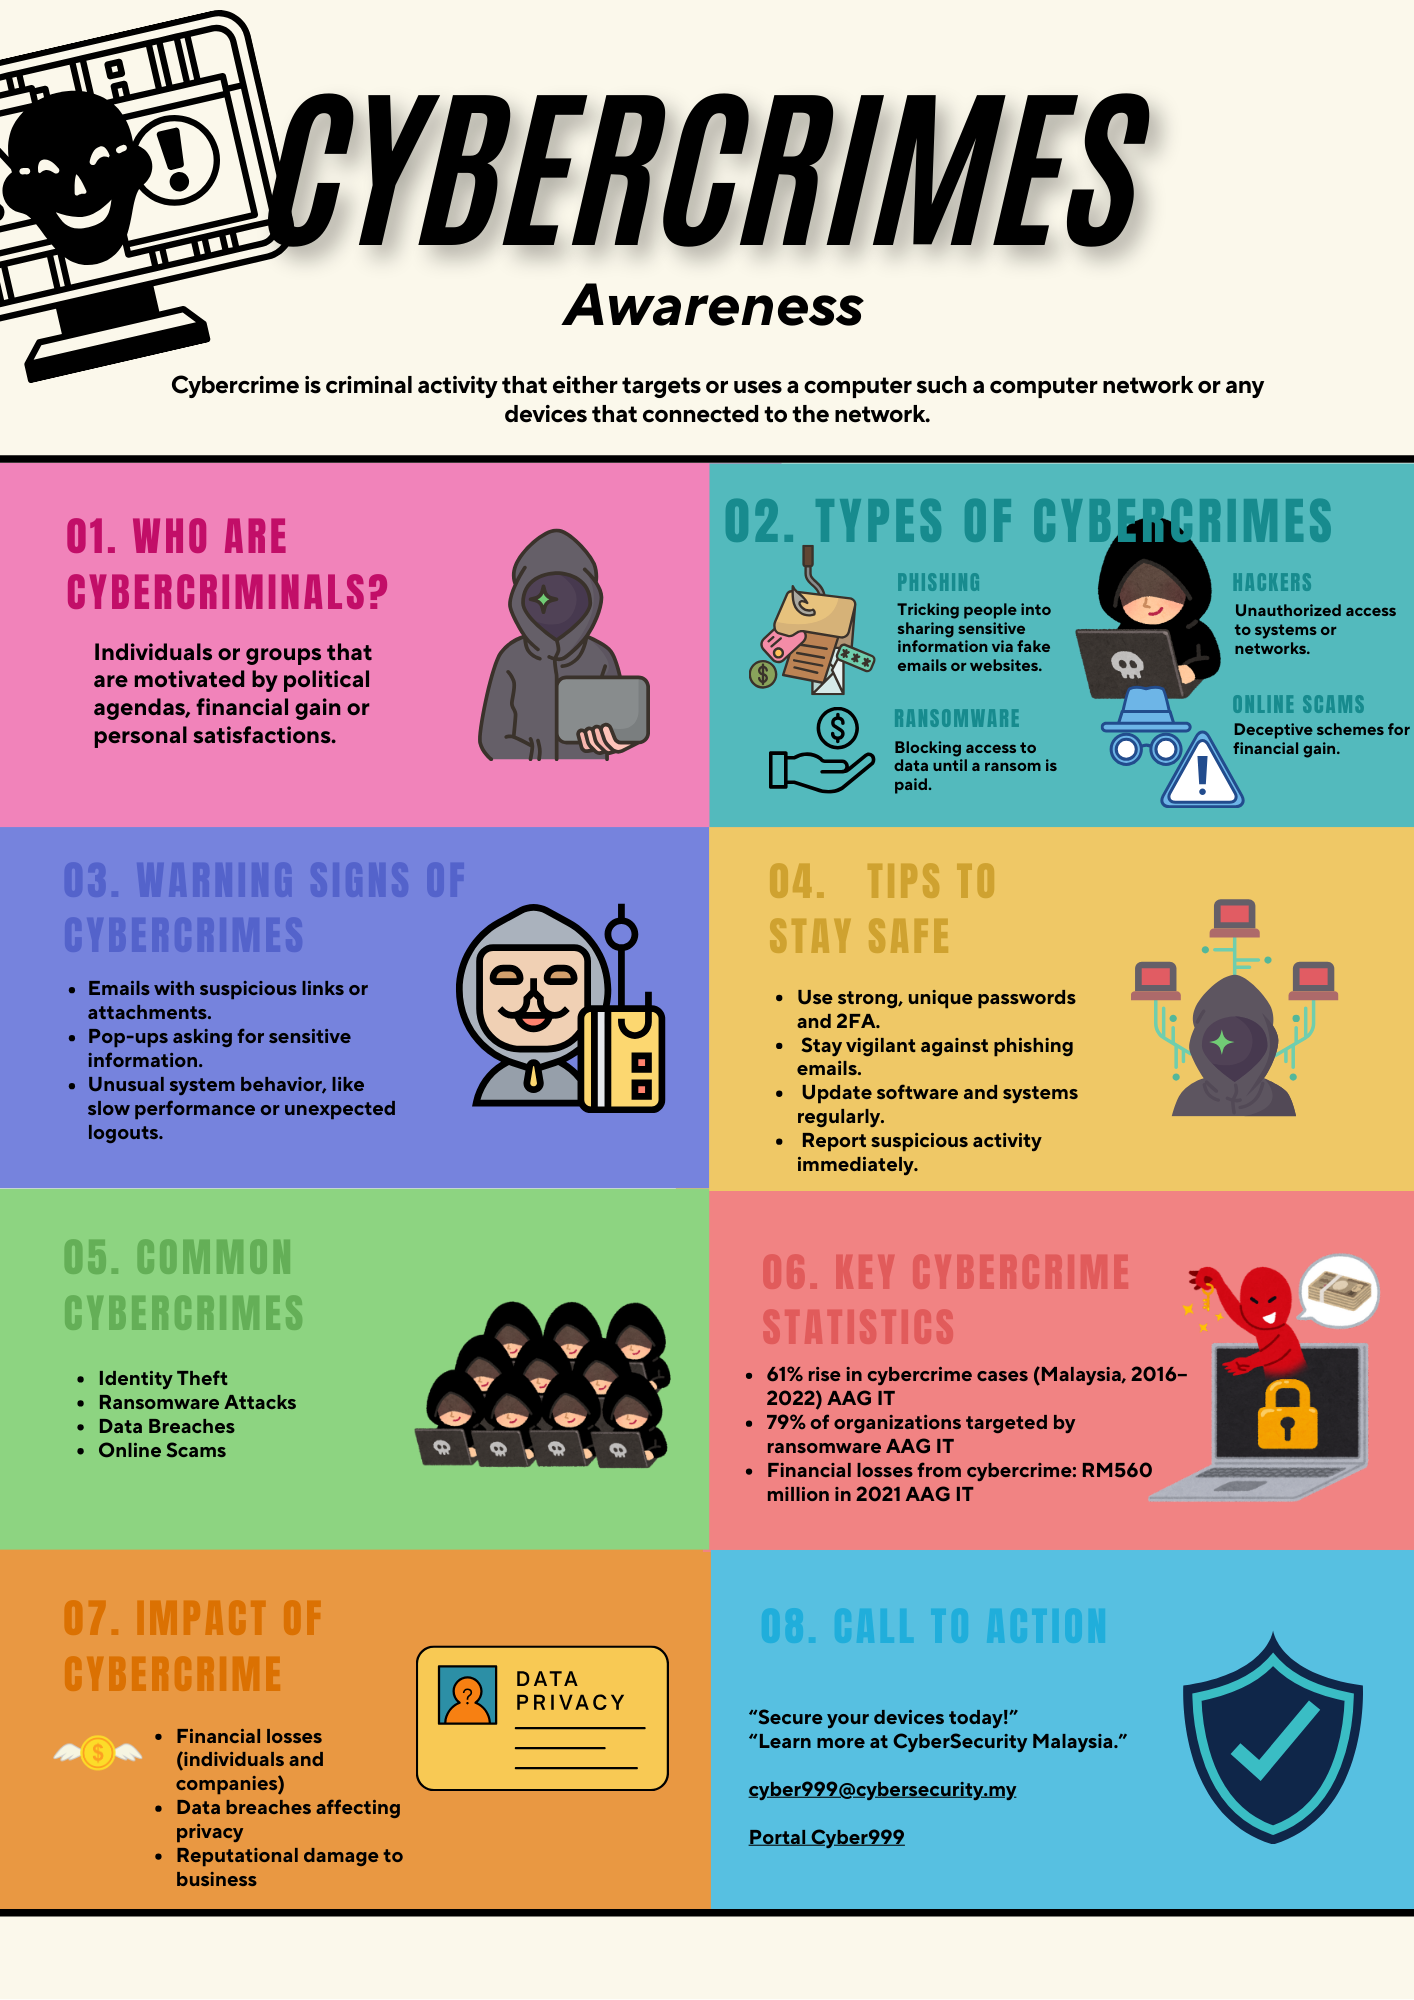 CYBERCRIMES
Awareness
Cybercrime is criminal activity that either targets or uses a computer such a computer network or any
devices that connected to the network.
01. WHO ARE
CYBERCRIMINALS?
Individuals or groups that
are motivated by political
agendas, financial gain or
personal satisfactions.
02. TYPES OF CYBERCRIMES
PHISHING
Tricking people into
sharing sensitive
information via fake
emails or websites.
HACKERS
Unauthorized access
to systems or
networks.
RANSOMWARE
Blocking access to
data until a ransom is
paid.
ONLINE SCAMS
Deceptive schemes for
financial gain.
03. WARNING SIGNS OF
CYBERCRIMES
• Emails with suspicious links or
attachments.
• Pop-ups asking for sensitive
information.
• Unusual system behavior, like
slow performance or unexpected
logouts.
04. TIPS TO
STAY SAFE
• Use strong, unique passwords
and 2FA.
• Stay vigilant against phishing
emails.
• Update software and systems
regularly.
• Report suspicious activity
immediately.
05. COMMON
CYBERCRIMES
• Identity Theft
• Ransomware Attacks
• Data Breaches
• Online Scams
06. KEY CYBERCRIME
STATISTICS
• 61% rise in cybercrime cases (Malaysia, 2016–
2022) AAG IT
• 79% of organizations targeted by
ransomware AAG IT
• Financial losses from cybercrime: RM560
million in 2021 AAG IT
07. IMPACT OF
CYBERCRIME
• Financial losses
(individuals and
companies)
• Data breaches affecting
privacy
• Reputational damage to
business
DATA
PRIVACY
08. CALL TO ACTION
“Secure your devices today!”
“Learn more at CyberSecurity Malaysia.”
cyber999@cybersecurity.my
Portal Cyber999